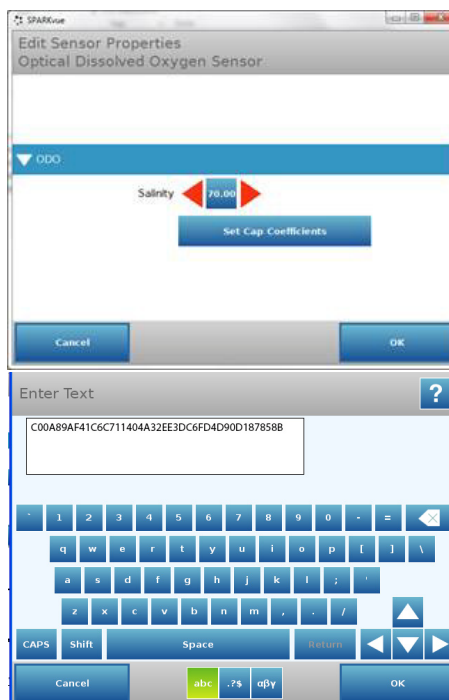 SPARKvue
Edit Sensor Properties
Optical Dissolved Oxygen Sensor
ODO
Salinity 70.00
Set Cap Coefficients
Cancel OK
Enter Text ?
C00A89AF41C6C711404A32EE3DC6FD4D90D187858B
` 1 2 3 4 5 6 7 8 9 0 - =
q w e r t y u i o p [ ] \
a s d f g h j k l ; '
z x c v b n m , . /
CAPS Shift Space Return
Cancel abc .?$ αβγ OK